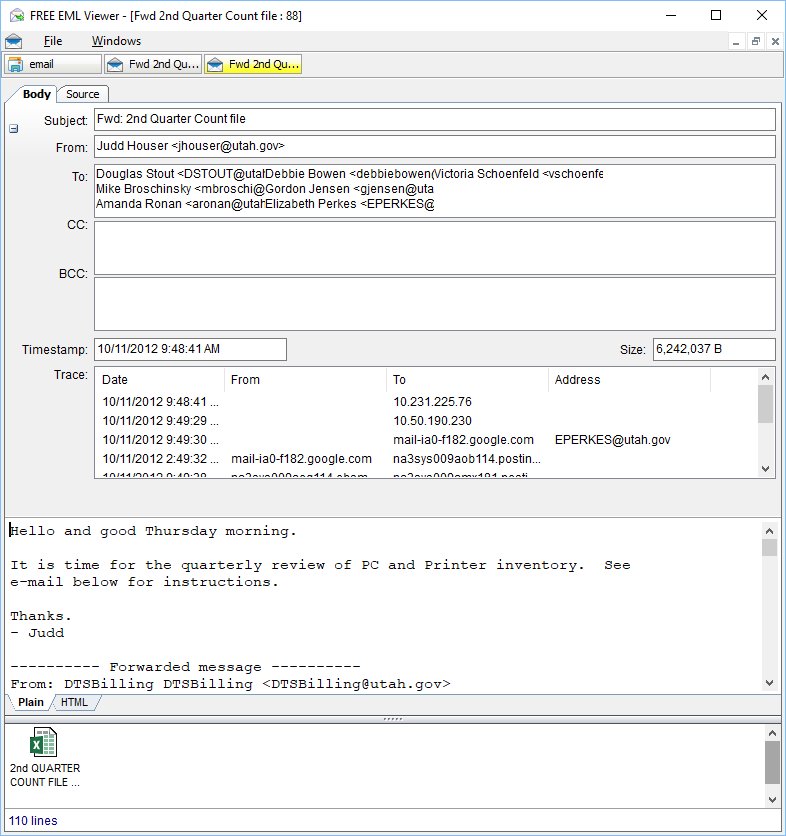 FREE EML Viewer - [Fwd 2nd Quarter Count file : 88]
File Windows
email Fwd 2nd Qu... Fwd 2nd Qu...
Body Source
Subject: Fwd: 2nd Quarter Count file
From: Judd Houser <jhouser@utah.gov>
To: Douglas Stout <DSTOUT@utah Debbie Bowen <debbiebowen( Victoria Schoenfeld <vschoenfe
Mike Broschinsky <mbroschi@ Gordon Jensen <gjensen@uta
Amanda Ronan <aronan@utah Elizabeth Perkes <EPERKES@
CC:
BCC:
Timestamp: 10/11/2012 9:48:41 AM Size: 6,242,037 B
Trace: Date From To Address
10/11/2012 9:48:41 ... 10.231.225.76
10/11/2012 9:49:29 ... 10.50.190.230
10/11/2012 9:49:30 ... mail-ia0-f182.google.com EPERKES@utah.gov
10/11/2012 2:49:32 ... mail-ia0-f182.google.com na3sys009aob114.postin...
Hello and good Thursday morning.
It is time for the quarterly review of PC and Printer inventory. See
e-mail below for instructions.
Thanks.
- Judd
---------- Forwarded message ----------
From: DTSBilling DTSBilling <DTSBilling@utah.gov>
Plain HTML
2nd QUARTER
COUNT FILE ...
110 lines